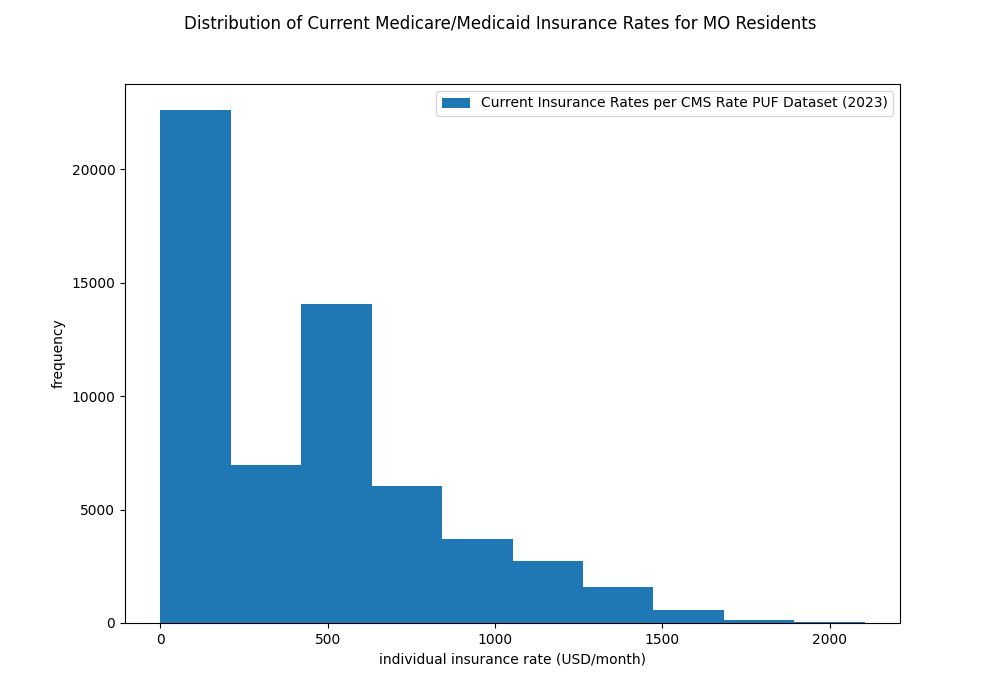 Distribution of Current Medicare/Medicaid Insurance Rates for MO Residents
Current Insurance Rates per CMS Rate PUF Dataset (2023)
frequency
20000
15000
10000
5000
0
0 500 1000 1500 2000
individual insurance rate (USD/month)